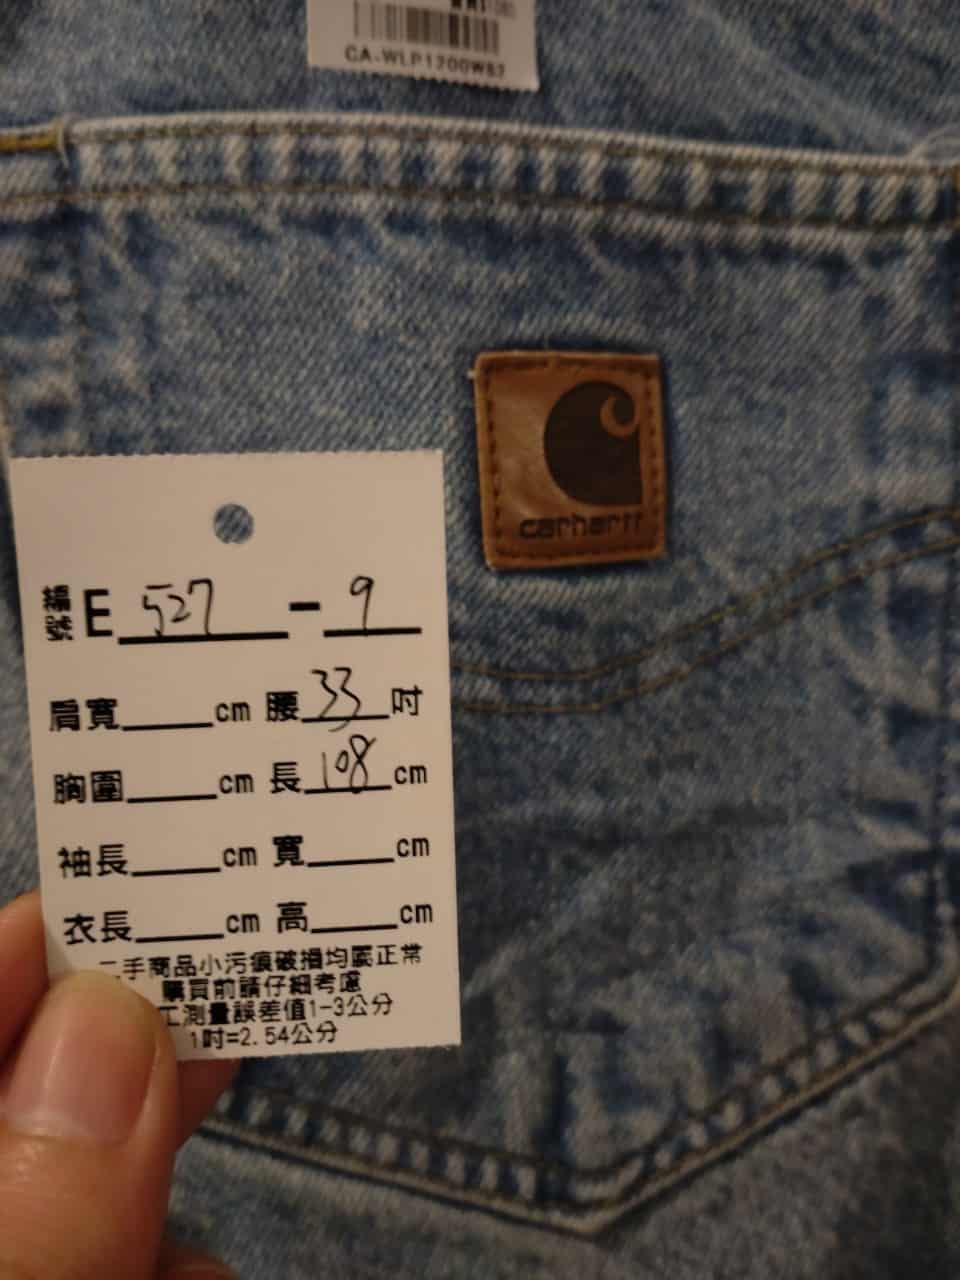 CA-WLP1200W82
carhartt
編號 E 527 - 9
肩寬 cm 腰 33 吋
胸圍 cm 長 108 cm
袖長 cm 寬 cm
衣長 cm 高 cm
二手商品小污痕破損均屬正常
購買前請仔細考慮
工測量誤差值1-3公分
1吋=2.54公分